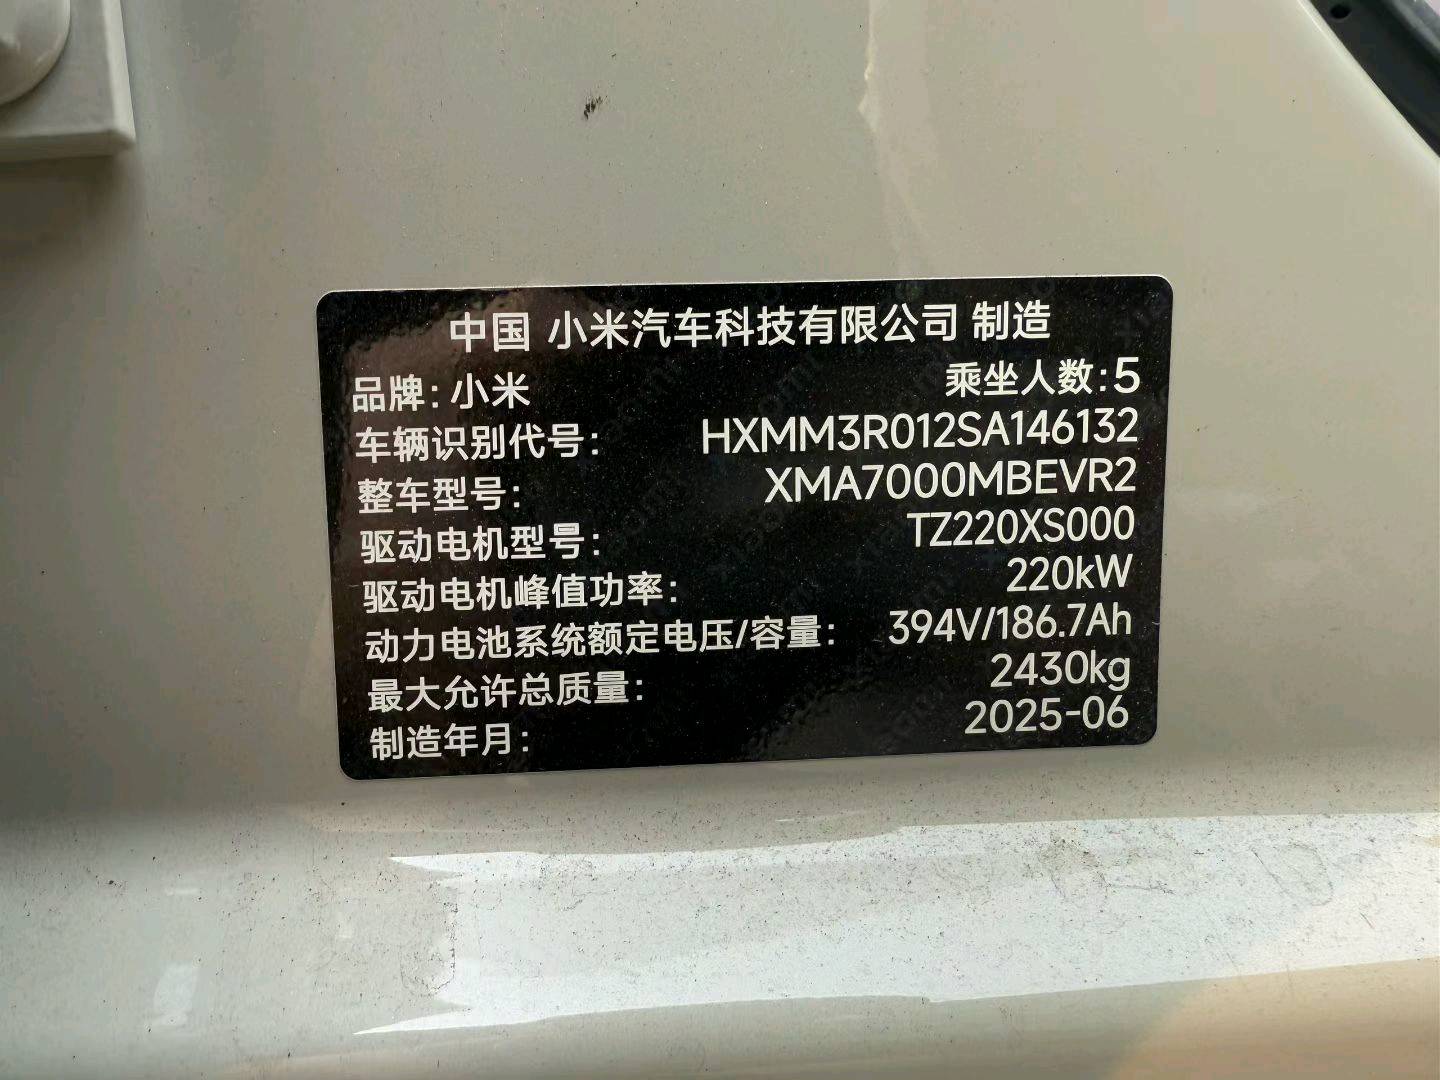 中国 小米汽车科技有限公司 制造
品牌: 小米 乘坐人数: 5
车辆识别代号: HXMM3R012SA146132
整车型号: XMA7000MBEVR2
驱动电机型号: TZ220XS000
驱动电机峰值功率: 220kW
动力电池系统额定电压/容量: 394V/186.7Ah
最大允许总质量: 2430kg
制造年月: 2025-06